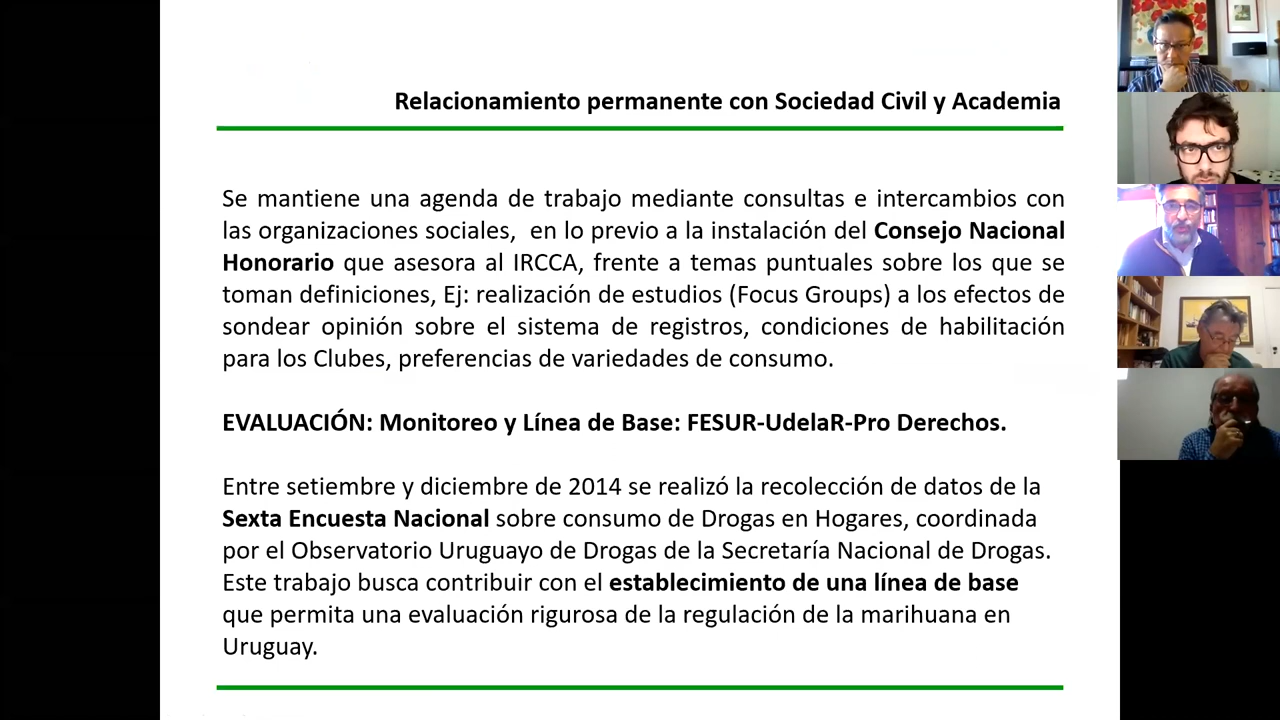 Relacionamiento permanente con Sociedad Civil y Academia
Se mantiene una agenda de trabajo mediante consultas e intercambios con
las organizaciones sociales, en lo previo a la instalación del Consejo Nacional
Honorario que asesora al IRCCA, frente a temas puntuales sobre los que se
toman definiciones, Ej: realización de estudios (Focus Groups) a los efectos de
sondear opinión sobre el sistema de registros, condiciones de habilitación
para los Clubes, preferencias de variedades de consumo.
EVALUACIÓN: Monitoreo y Línea de Base: FESUR-UdelaR-Pro Derechos.
Entre setiembre y diciembre de 2014 se realizó la recolección de datos de la
Sexta Encuesta Nacional sobre consumo de Drogas en Hogares, coordinada
por el Observatorio Uruguayo de Drogas de la Secretaría Nacional de Drogas.
Este trabajo busca contribuir con el establecimiento de una línea de base
que permita una evaluación rigurosa de la regulación de la marihuana en
Uruguay.